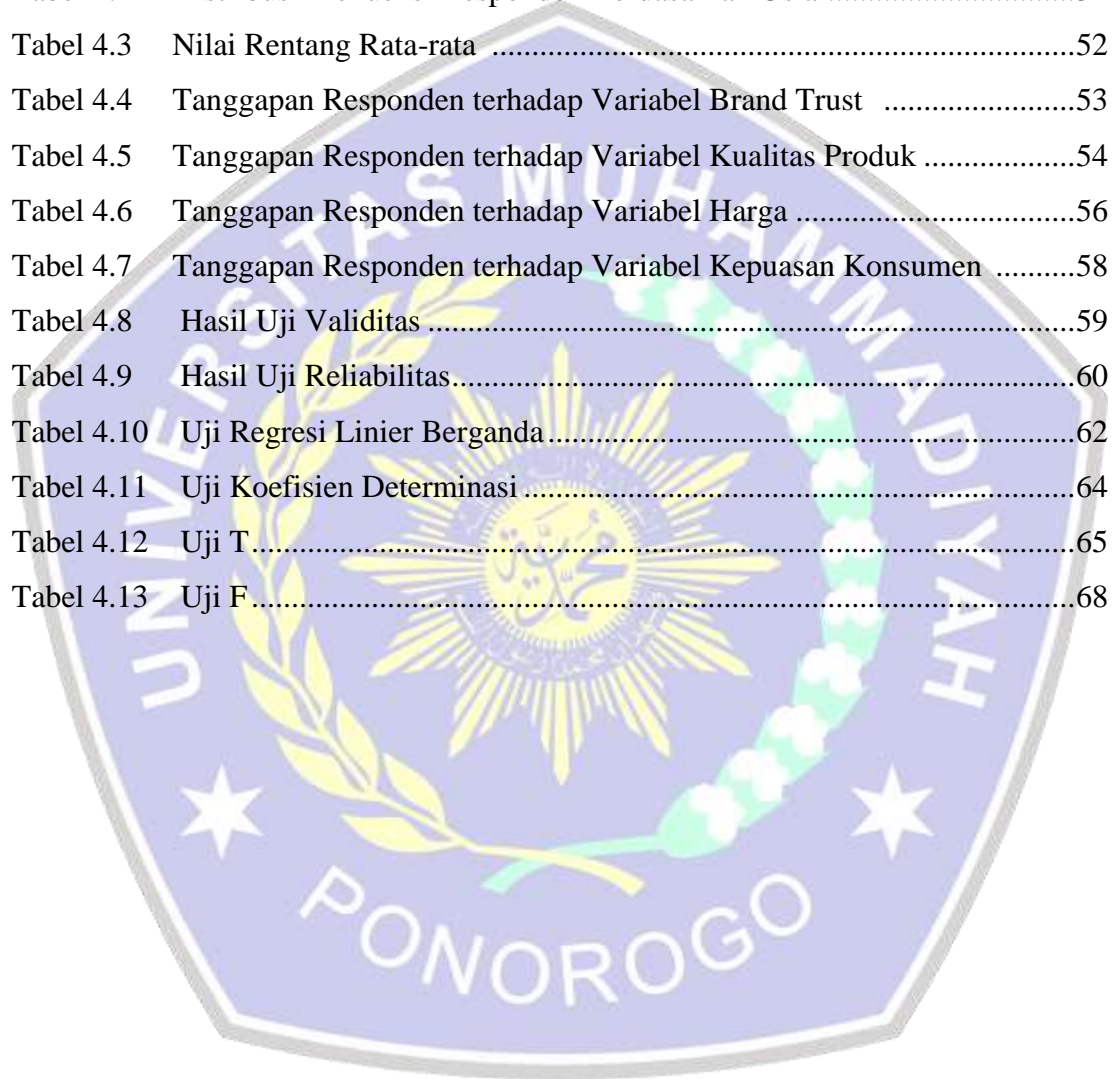 Tabel 4.3 Nilai Rentang Rata-rata ................................................................52
Tabel 4.4 Tanggapan Responden terhadap Variabel Brand Trust .....................53
Tabel 4.5 Tanggapan Responden terhadap Variabel Kualitas Produk .................54
Tabel 4.6 Tanggapan Responden terhadap Variabel Harga ...............................56
Tabel 4.7 Tanggapan Responden terhadap Variabel Kepuasan Konsumen ..........58
Tabel 4.8 Hasil Uji Validitas .......................................................................59
Tabel 4.9 Hasil Uji Reliabilitas.....................................................................60
Tabel 4.10 Uji Regresi Linier Berganda .........................................................62
Tabel 4.11 Uji Koefisien Determinasi ............................................................64
Tabel 4.12 Uji T.........................................................................................65
Tabel 4.13 Uji F .........................................................................................68
UNIVERSITAS MUHAMMADIYAH
PONOROGO